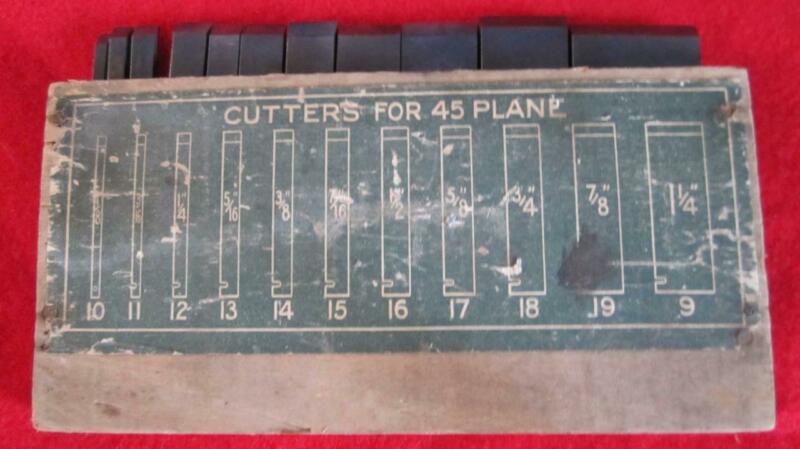 CUTTERS FOR 45 PLANE
1/4" 5/16" 3/8" 7/16" 1/2" 5/8" 3/4" 7/8" 1 1/4"
10 11 12 13 14 15 16 17 18 19 9